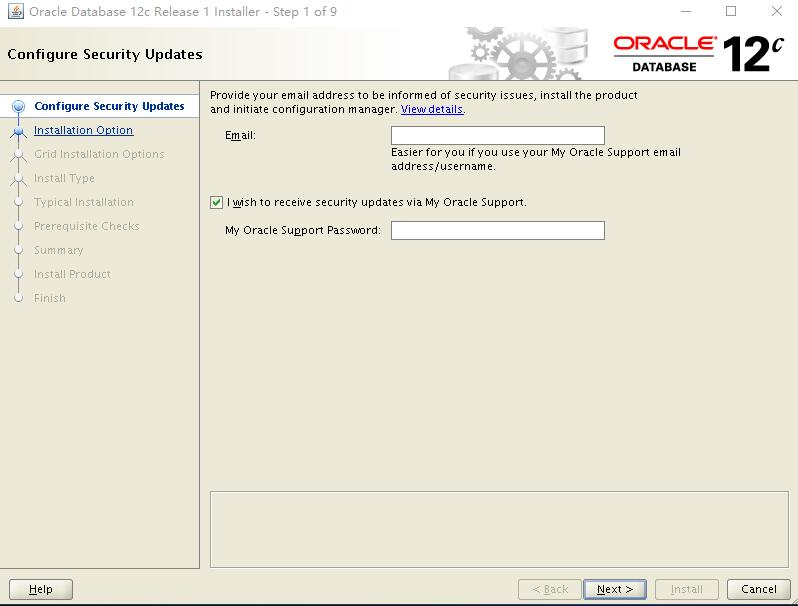 Oracle Database 12c Release 1 Installer - Step 1 of 9
Configure Security Updates
ORACLE
DATABASE
12c
Configure Security Updates
Installation Option
Grid Installation Options
Install Type
Typical Installation
Prerequisite Checks
Summary
Install Product
Finish
Provide your email address to be informed of security issues, install the product
and initiate configuration manager. View details.
Email:
Easier for you if you use your My Oracle Support email
address/username.
I wish to receive security updates via My Oracle Support.
My Oracle Support Password:
Help
< Back
Next >
Install
Cancel